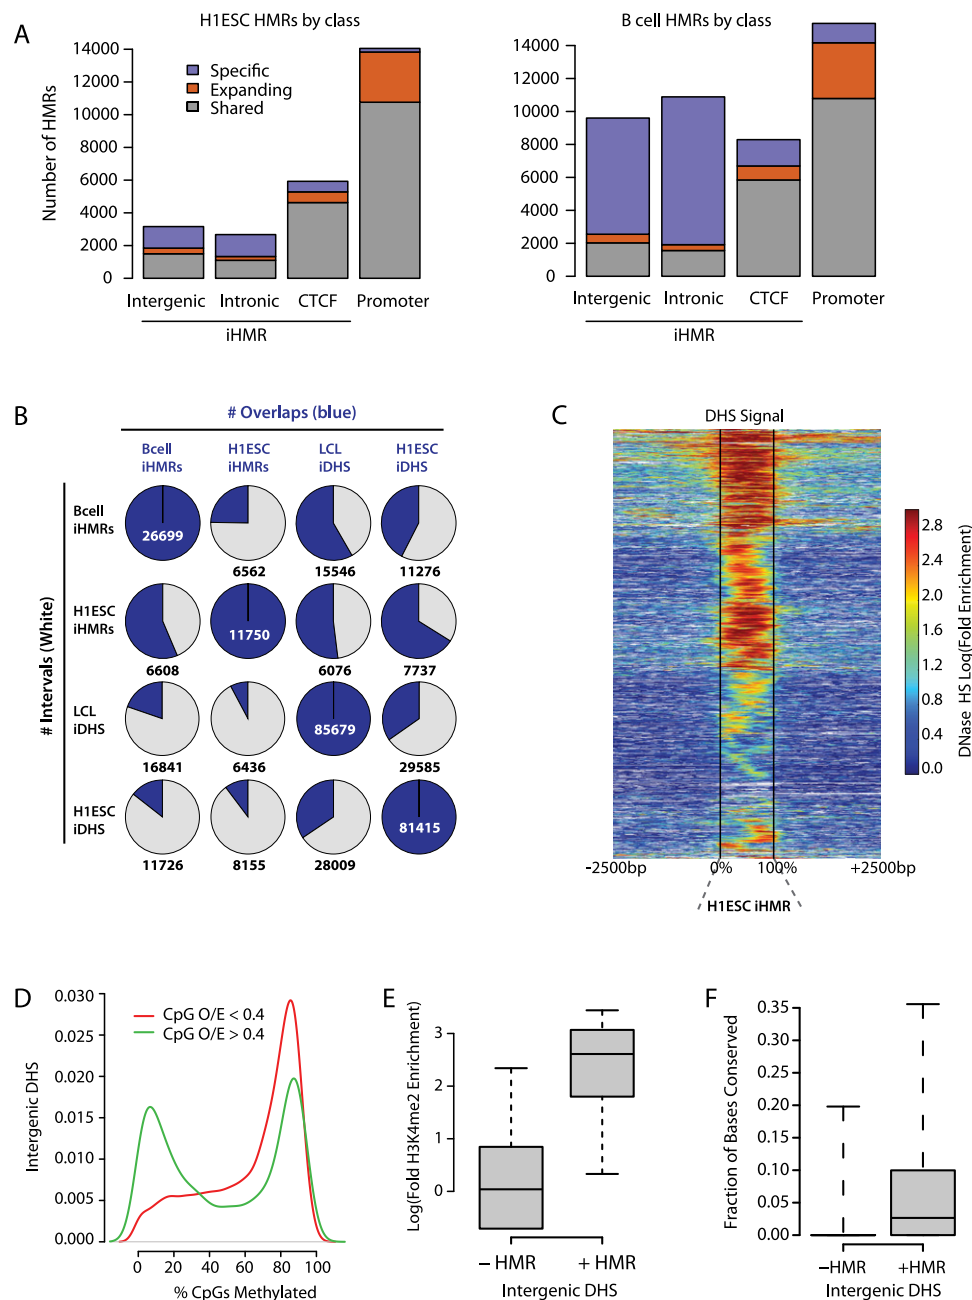 A
H1ESC HMRs by class
Number of HMRs
14000
12000
10000
8000
6000
4000
2000
0
Specific
Expanding
Shared
Intergenic Intronic CTCF Promoter
iHMR
B cell HMRs by class
14000
12000
10000
8000
6000
4000
2000
0
Intergenic Intronic CTCF Promoter
iHMR
B
# Overlaps (blue)
Bcell iHMRs
H1ESC iHMRs
LCL iDHS
H1ESC iDHS
# Intervals (White)
Bcell iHMRs
26699
6562
15546
11276
H1ESC iHMRs
6608
11750
6076
7737
LCL iDHS
16841
6436
85679
29585
H1ESC iDHS
11726
8155
28009
81415
C
DHS Signal
-2500bp 0% 100% +2500bp
H1ESC iHMR
2.8
2.4
2.0
1.6
1.2
0.8
0.4
0.0
DNase HS Log(Fold Enrichment)
D
Intergenic DHS
0.030
0.025
0.020
0.015
0.010
0.005
0.000
CpG O/E < 0.4
CpG O/E > 0.4
0 20 40 60 80 100
% CpGs Methylated
E
Log(Fold H3K4me2 Enrichment)
3
2
1
0
– HMR + HMR
Intergenic DHS
F
Fraction of Bases Conserved
0.35
0.30
0.25
0.20
0.15
0.10
0.05
0.00
–HMR +HMR
Intergenic DHS